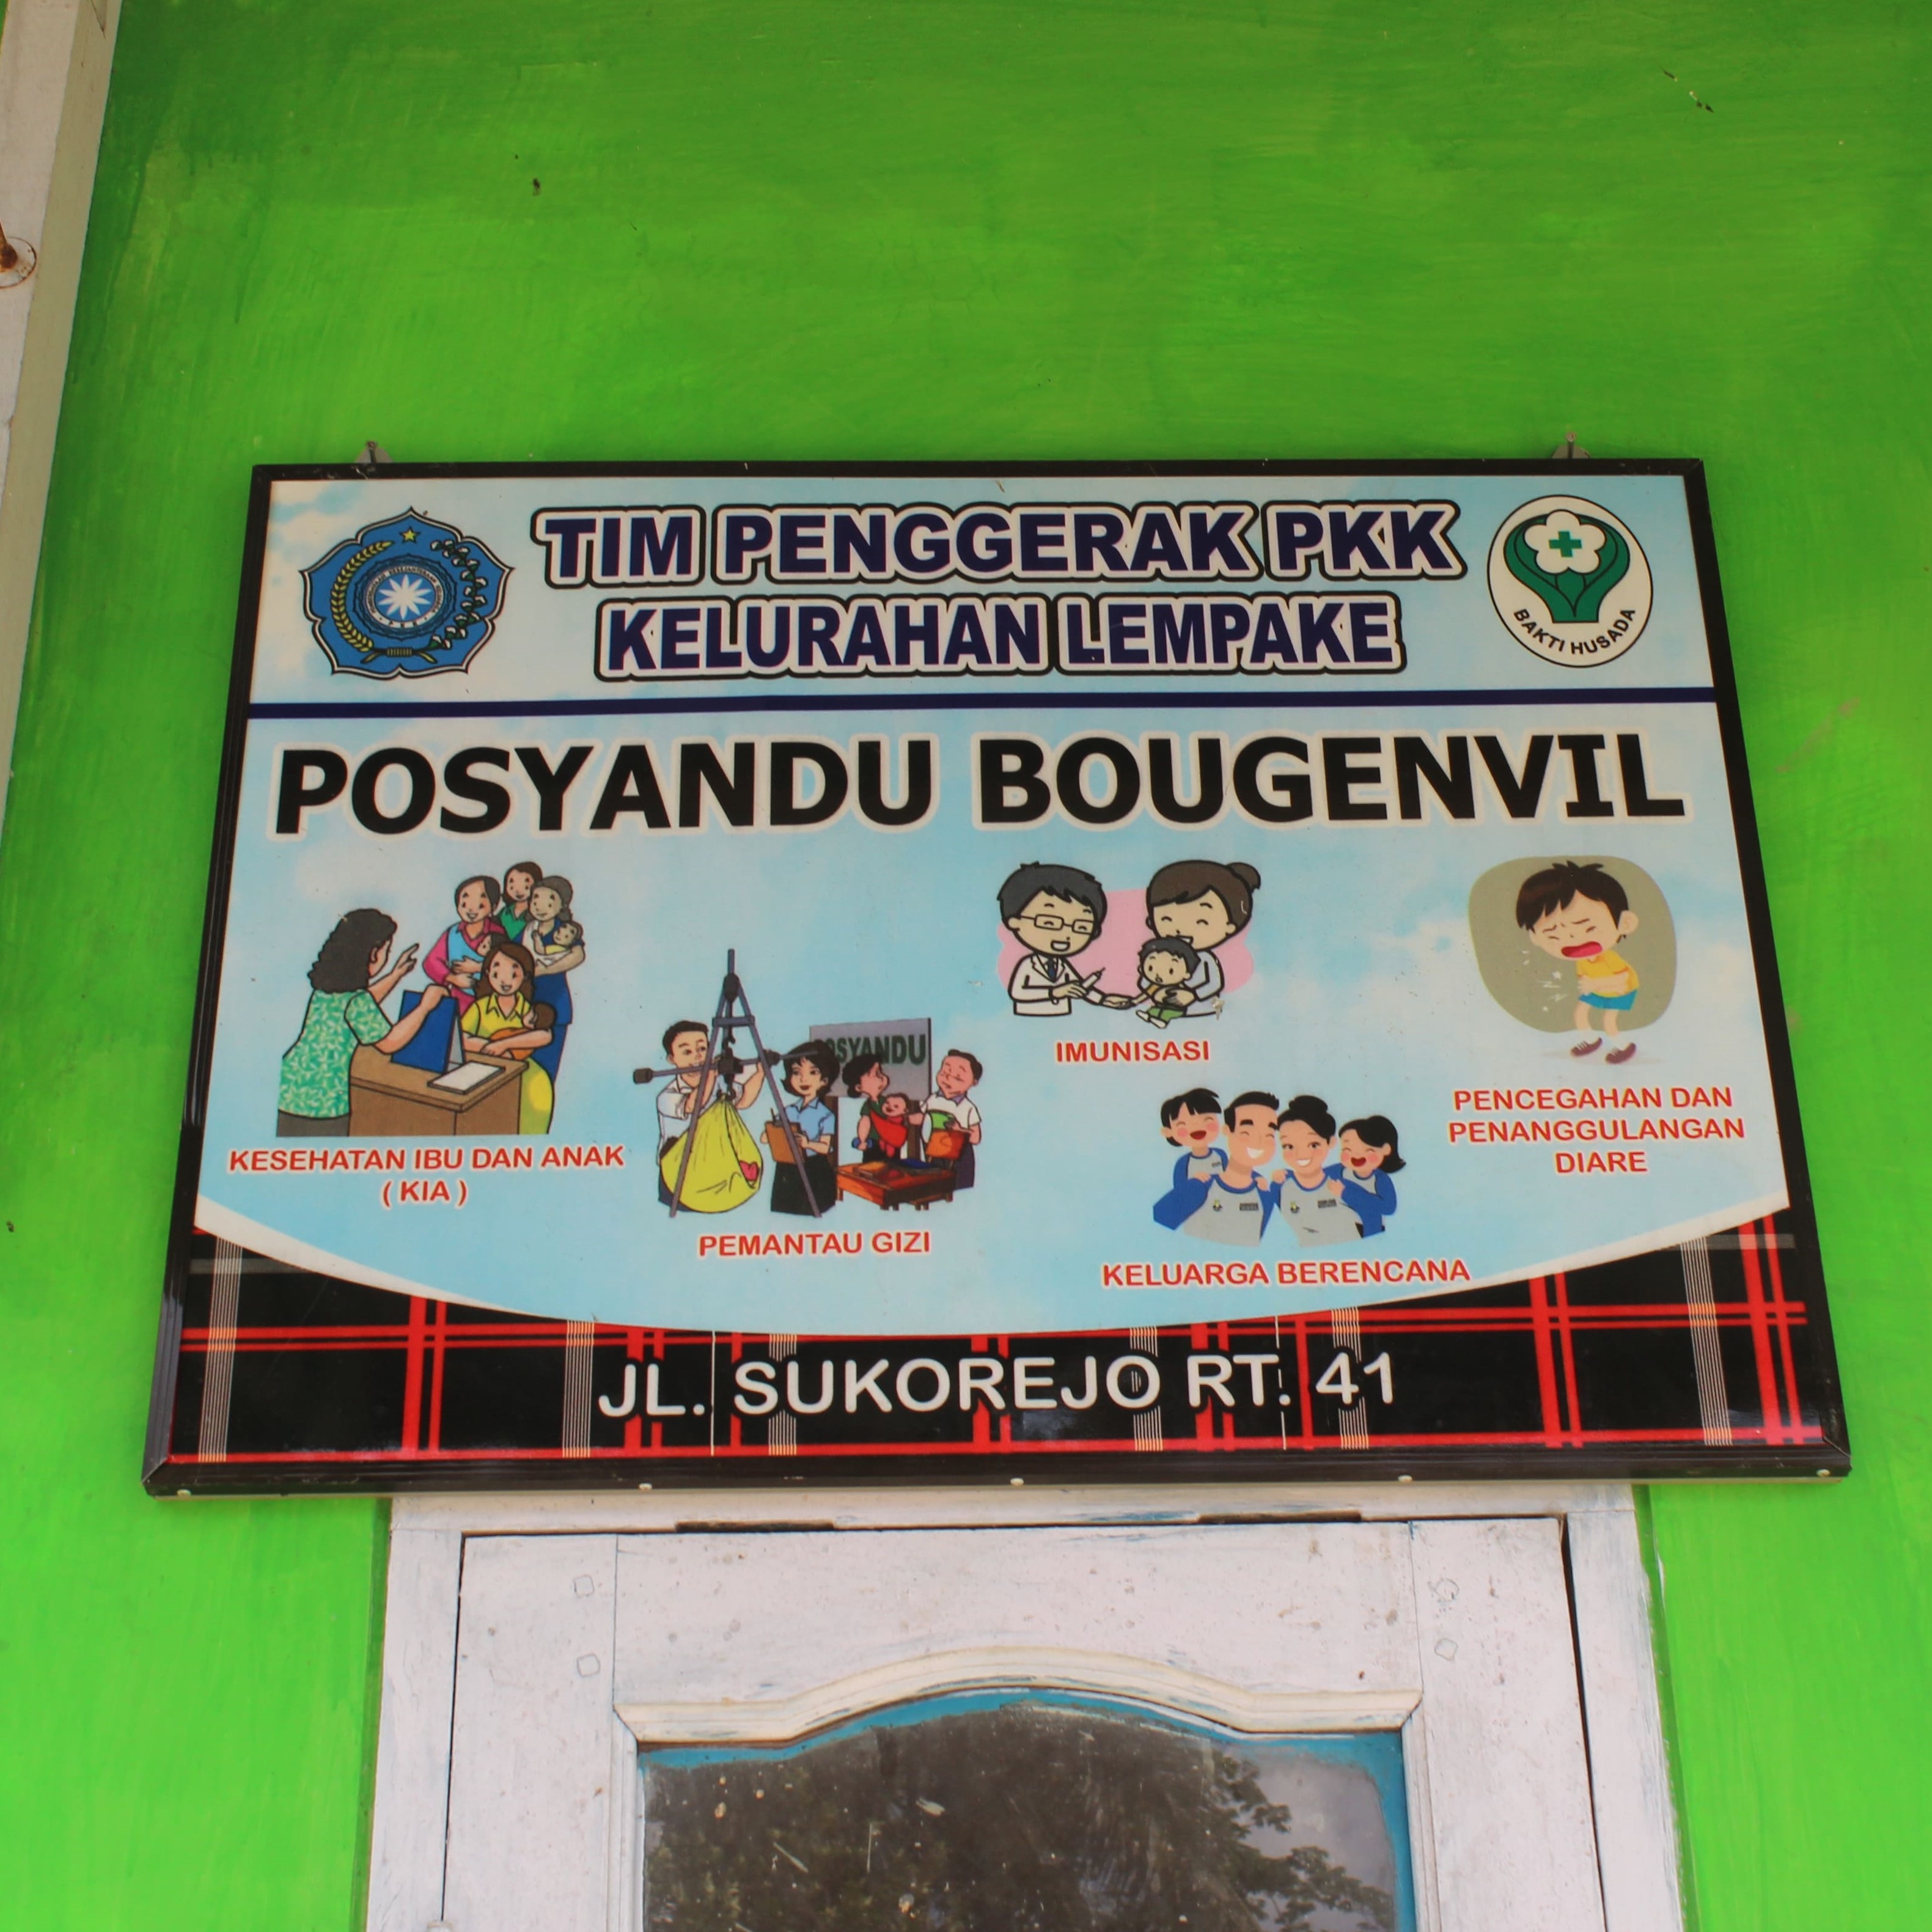 TIM PENGGERAK PKK
KELURAHAN LEMPAKE
BAKTI HUSADA
POSYANDU BOUGENVIL
POSYANDU
KESEHATAN IBU DAN ANAK
( KIA )
PEMANTAU GIZI
IMUNISASI
KELUARGA BERENCANA
PENCEGAHAN DAN
PENANGGULANGAN
DIARE
JL. SUKOREJO RT. 41